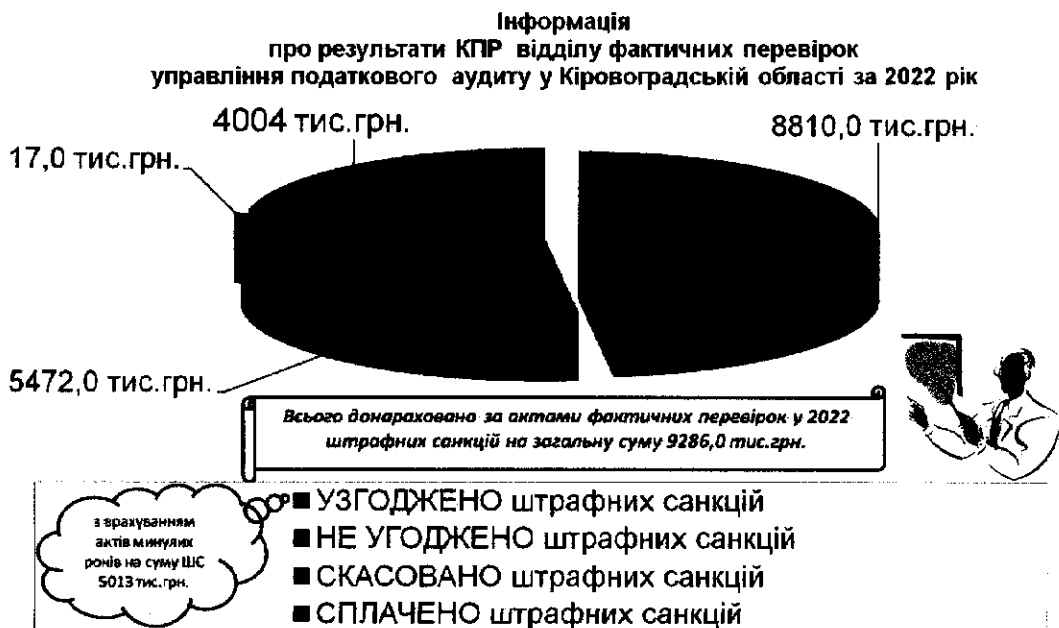 Інформація
про результати КПР відділу фактичних перевірок
управління податкового аудиту у Кіровоградській області за 2022 рік
4004 тис.грн.
8810,0 тис.грн.
17,0 тис.грн.
5472,0 тис.грн.
Всього донараховано за актами фактичних перевірок у 2022
штрафних санкцій на загальну суму 9286,0 тис.грн.
з врахуванням
актів минулих
років на суму ШС
5013 тис.грн.
УЗГОДЖЕНО штрафних санкцій
НЕ УГОДЖЕНО штрафних санкцій
СКАСОВАНО штрафних санкцій
СПЛАЧЕНО штрафних санкцій